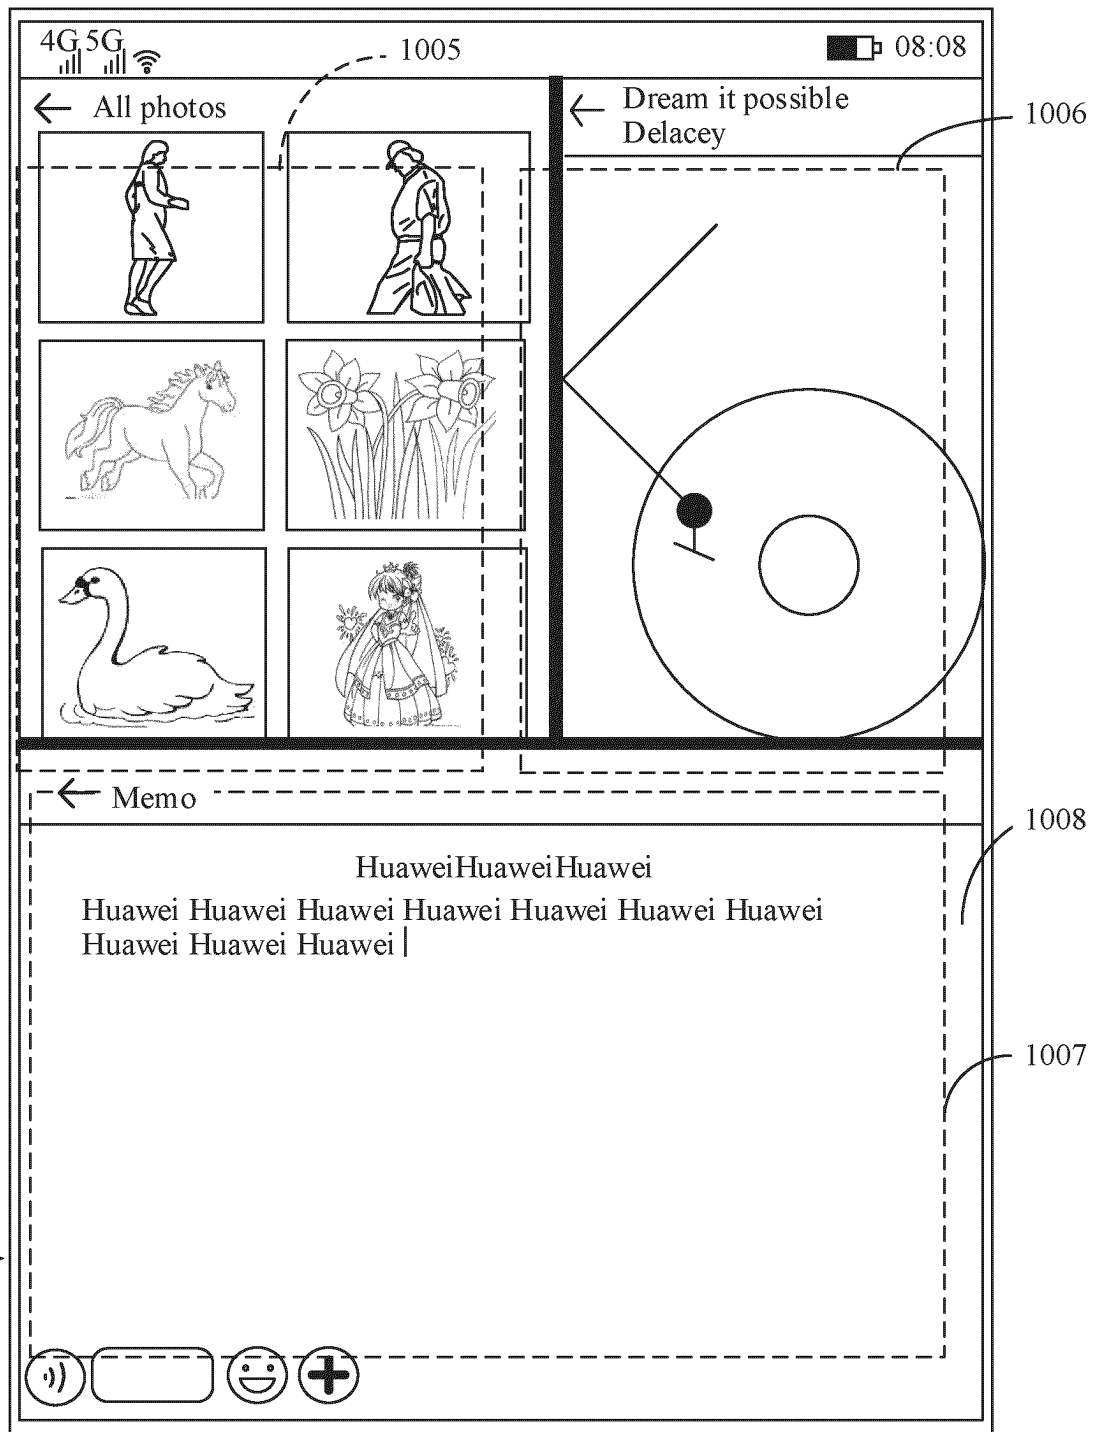 4G 5G
08:08
1005
All photos
Dream it possible
Delacey
1006
Memo
1008
HuaweiHuaweiHuawei
Huawei Huawei Huawei Huawei Huawei Huawei Huawei
Huawei Huawei Huawei
1007